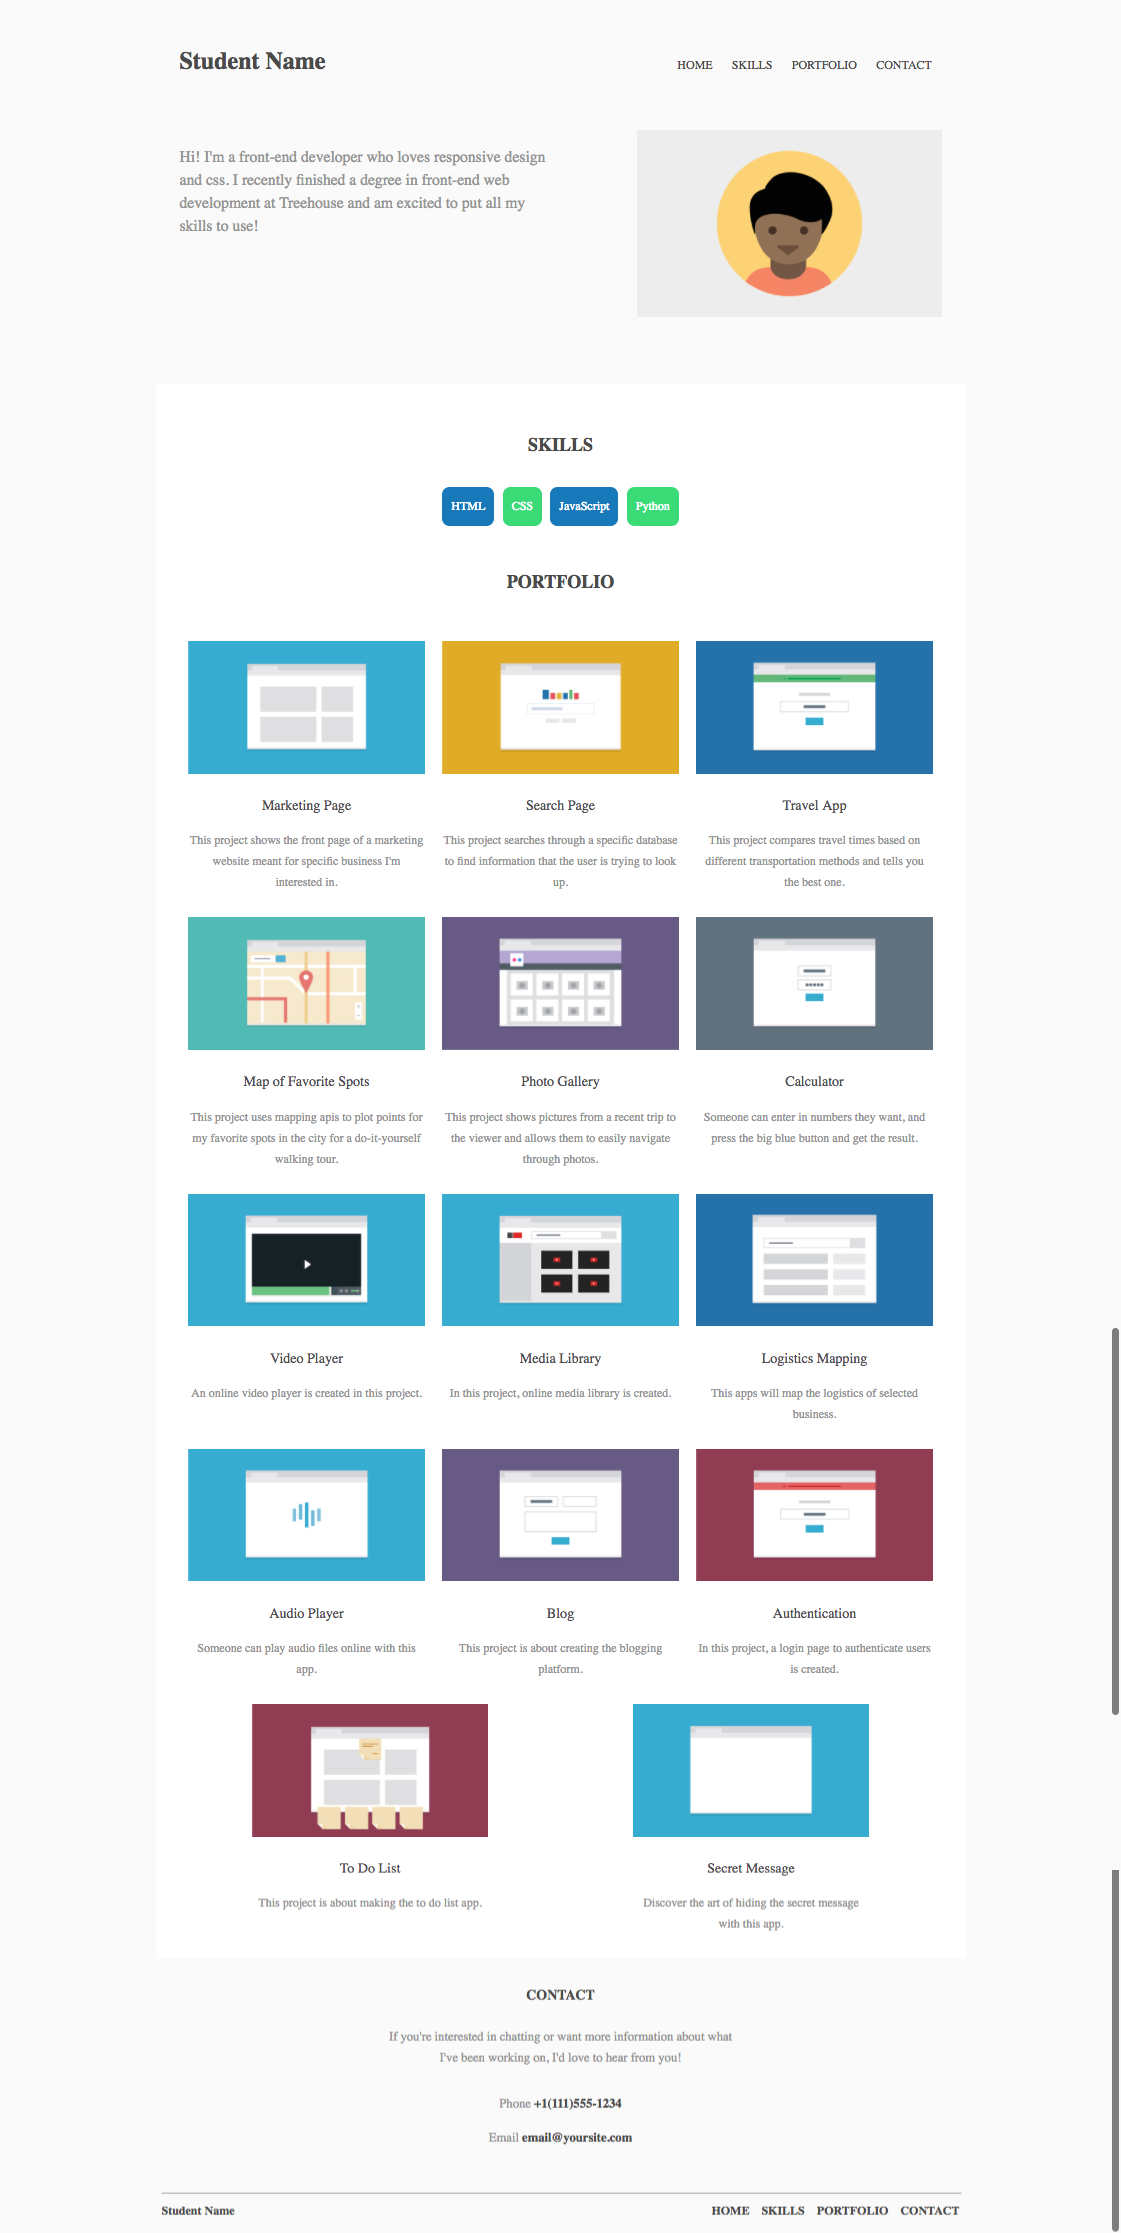 Student Name
HOME SKILLS PORTFOLIO CONTACT
Hi! I'm a front-end developer who loves responsive design
and css. I recently finished a degree in front-end web
development at Treehouse and am excited to put all my
skills to use!
SKILLS
HTML CSS JavaScript Python
PORTFOLIO
Marketing Page
This project shows the front page of a marketing
website meant for specific business I'm
interested in.
Search Page
This project searches through a specific database
to find information that the user is trying to look
up.
Travel App
This project compares travel times based on
different transportation methods and tells you
the best one.
Map of Favorite Spots
This project uses mapping apis to plot points for
my favorite spots in the city for a do-it-yourself
walking tour.
Photo Gallery
This project shows pictures from a recent trip to
the viewer and allows them to easily navigate
through photos.
Calculator
Someone can enter in numbers they want, and
press the big blue button and get the result.
Video Player
An online video player is created in this project.
Media Library
In this project, online media library is created.
Logistics Mapping
This apps will map the logistics of selected
business.
Audio Player
Someone can play audio files online with this
app.
Blog
This project is about creating the blogging
platform.
Authentication
In this project, a login page to authenticate users
is created.
To Do List
This project is about making the to do list app.
Secret Message
Discover the art of hiding the secret message
with this app.
CONTACT
If you're interested in chatting or want more information about what
I've been working on, I'd love to hear from you!
Phone +1(111)555-1234
Email email@yoursite.com
Student Name
HOME SKILLS PORTFOLIO CONTACT